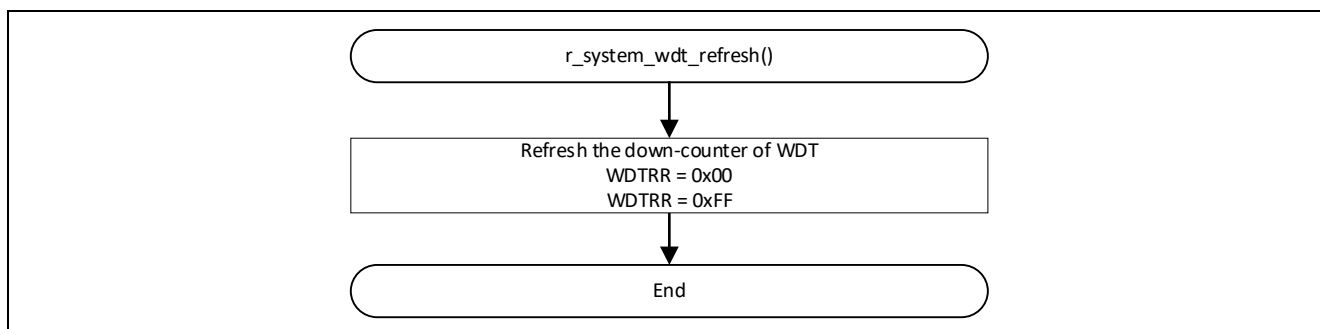 r_system_wdt_refresh()
Refresh the down-counter of WDT
WDTRR = 0x00
WDTRR = 0xFF
End